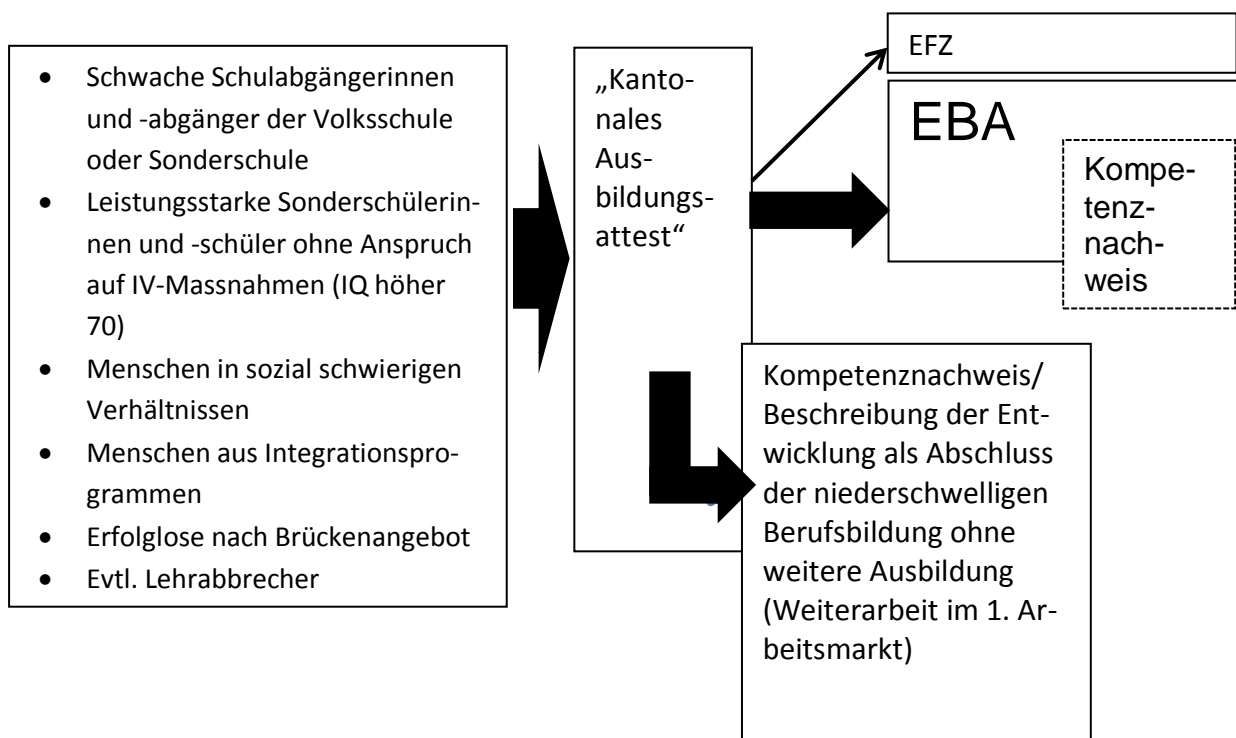 • Schwache Schulabgängerinnen
und -abgänger der Volksschule
oder Sonderschule
• Leistungsstarke Sonderschülerin-
nen und -schüler ohne Anspruch
auf IV-Massnahmen (IQ höher
70)
• Menschen in sozial schwierigen
Verhältnissen
• Menschen aus Integrationspro-
grammen
• Erfolglose nach Brückenangebot
• Evtl. Lehrabbrecher
„Kanto-
nales
Aus-
bildungs-
attest“
EFZ
EBA
Kompe-
tenz-
nach-
weis
Kompetenznachweis/
Beschreibung der Ent-
wicklung als Abschluss
der niederschwelligen
Berufsbildung ohne
weitere Ausbildung
(Weiterarbeit im 1. Ar-
beitsmarkt)